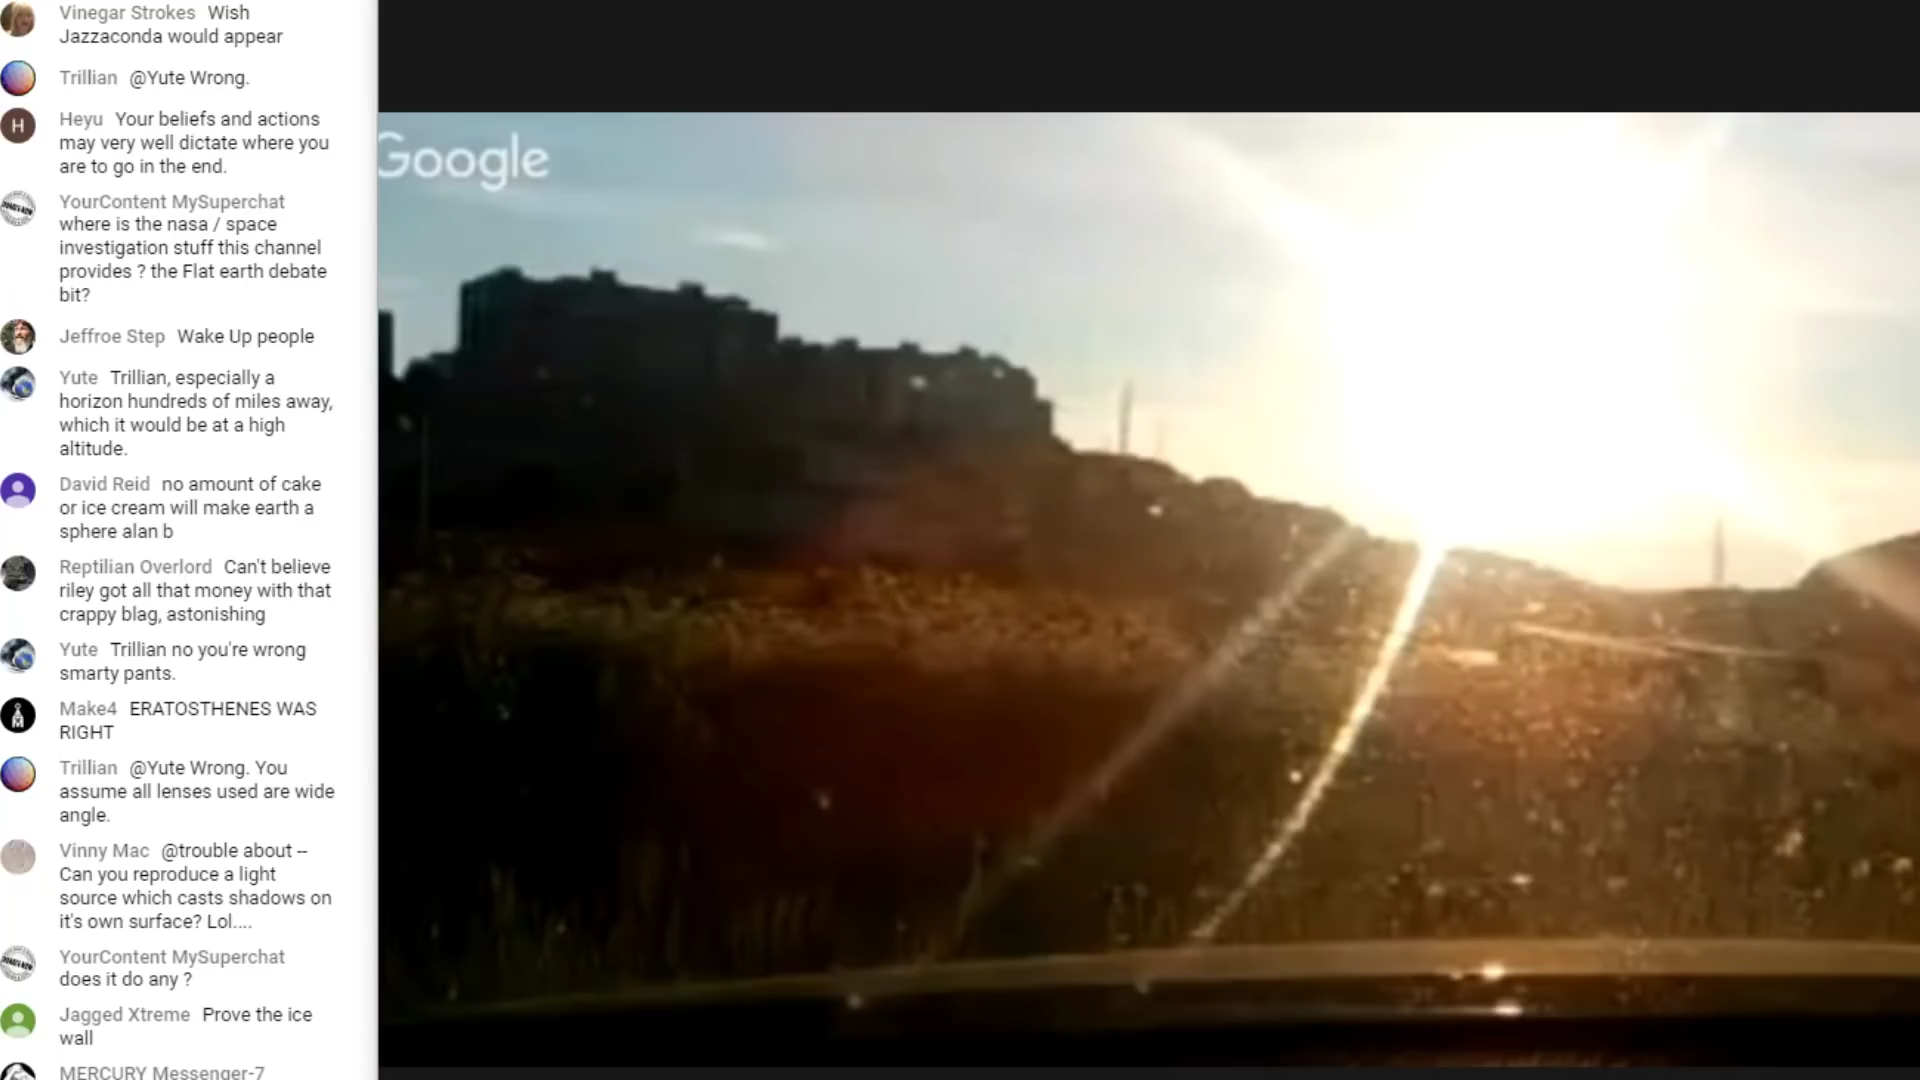 Vinegar Strokes Wish
Jazzaconda would appear
Trillian @Yute Wrong.
H
Heyu Your beliefs and actions
may very well dictate where you
are to go in the end.
YourContent MySuperchat
where is the nasa / space
investigation stuff this channel
provides ? the Flat earth debate
bit?
Jeffroe Step Wake Up people
Yute Trillian, especially a
horizon hundreds of miles away,
which it would be at a high
altitude.
David Reid no amount of cake
or ice cream will make earth a
sphere alan b
Reptilian Overlord Can't believe
riley got all that money with that
crappy blag, astonishing
Yute Trillian no you're wrong
smarty pants.
Make4 ERATOSTHENES WAS
RIGHT
Trillian @Yute Wrong. You
assume all lenses used are wide
angle.
Vinny Mac @trouble about --
Can you reproduce a light
source which casts shadows on
it's own surface? Lol....
YourContent MySuperchat
does it do any ?
Jagged Xtreme Prove the ice
wall
MERCURY Messenger-7
Google